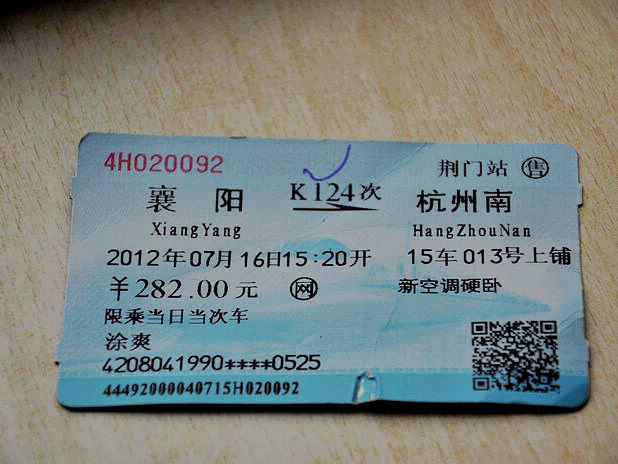 4H020092 荆门站 售
襄阳 K124次 杭州南
XiangYang HangZhouNan
2012年07月16日15:20开 15车013号上铺
¥282.00元 网 新空调硬卧
限乘当日当次车
涂爽
4208041990****0525
44492000040715H020092